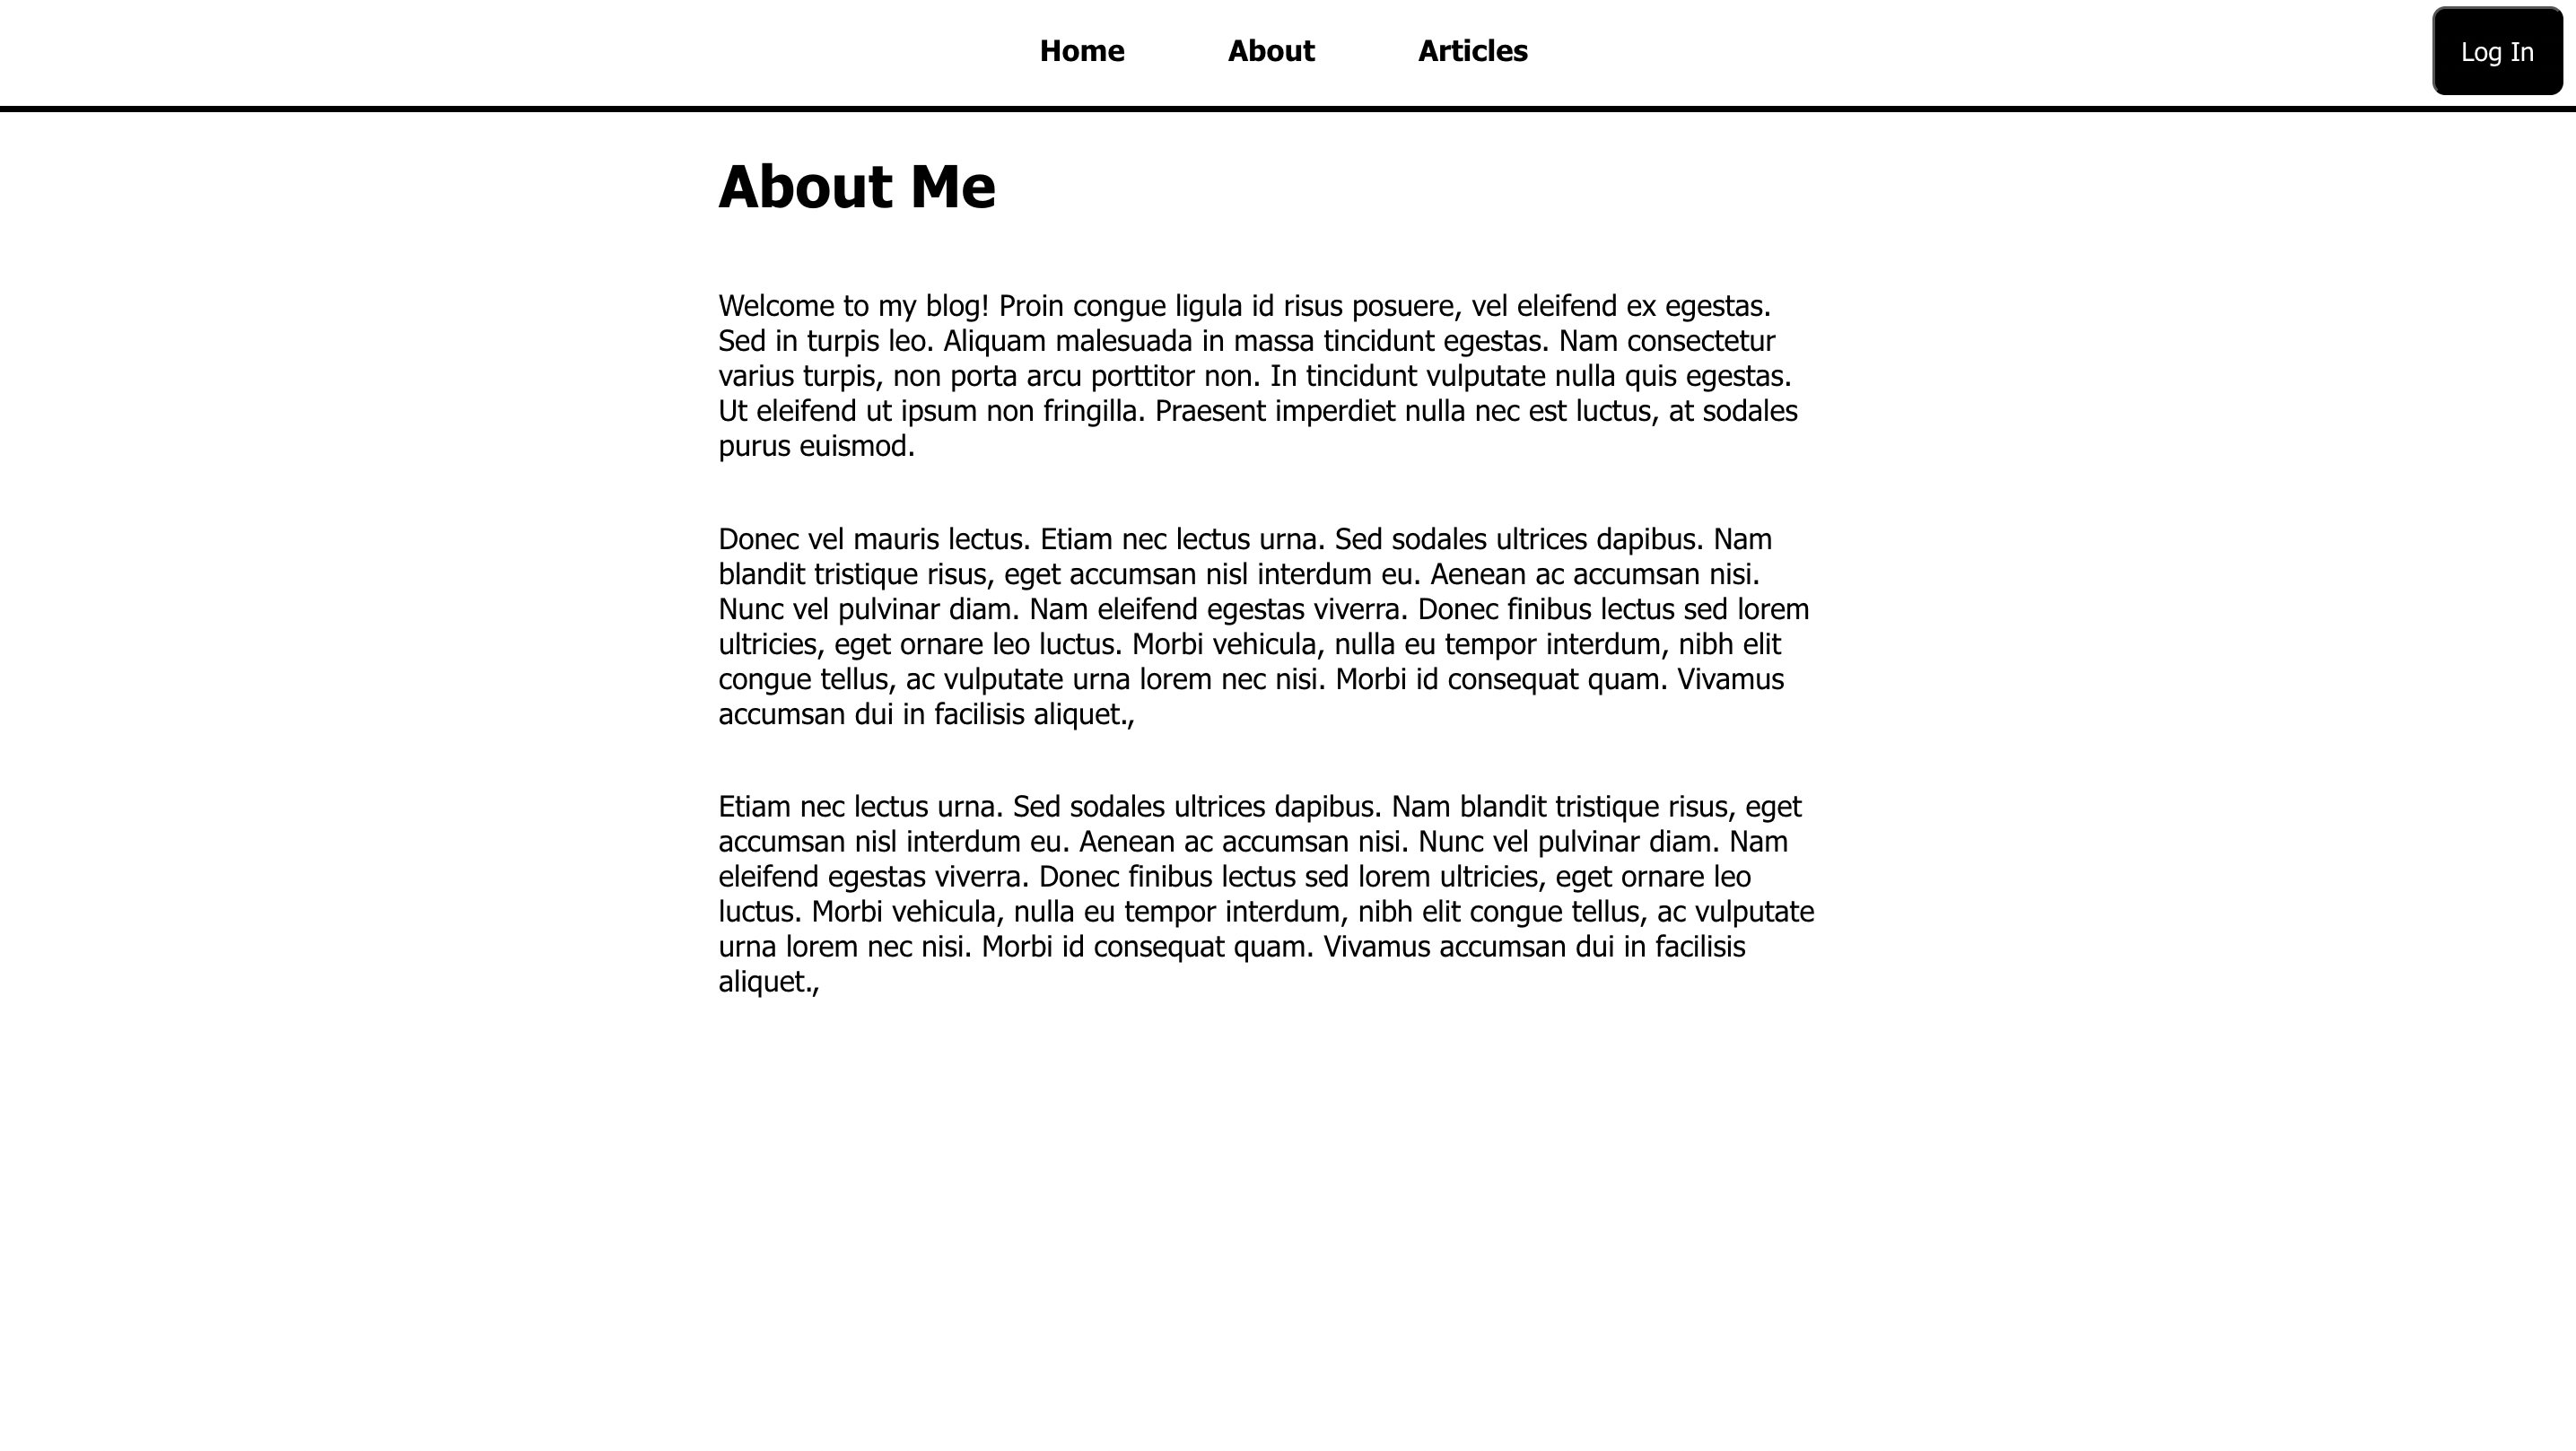 Home About Articles Log In
About Me
Welcome to my blog! Proin congue ligula id risus posuere, vel eleifend ex egestas.
Sed in turpis leo. Aliquam malesuada in massa tincidunt egestas. Nam consectetur
varius turpis, non porta arcu porttitor non. In tincidunt vulputate nulla quis egestas.
Ut eleifend ut ipsum non fringilla. Praesent imperdiet nulla nec est luctus, at sodales
purus euismod.
Donec vel mauris lectus. Etiam nec lectus urna. Sed sodales ultrices dapibus. Nam
blandit tristique risus, eget accumsan nisl interdum eu. Aenean ac accumsan nisi.
Nunc vel pulvinar diam. Nam eleifend egestas viverra. Donec finibus lectus sed lorem
ultricies, eget ornare leo luctus. Morbi vehicula, nulla eu tempor interdum, nibh elit
congue tellus, ac vulputate urna lorem nec nisi. Morbi id consequat quam. Vivamus
accumsan dui in facilisis aliquet.,
Etiam nec lectus urna. Sed sodales ultrices dapibus. Nam blandit tristique risus, eget
accumsan nisl interdum eu. Aenean ac accumsan nisi. Nunc vel pulvinar diam. Nam
eleifend egestas viverra. Donec finibus lectus sed lorem ultricies, eget ornare leo
luctus. Morbi vehicula, nulla eu tempor interdum, nibh elit congue tellus, ac vulputate
urna lorem nec nisi. Morbi id consequat quam. Vivamus accumsan dui in facilisis
aliquet.,